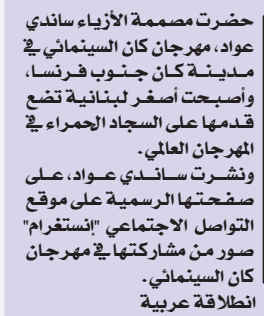 حضرت مصممة الأزياء ساندي
عواد، مهرجان كان السينمائي في
مدينة كان جنوب فرنسا،
وأصبحت أصغر لبنانية تضع
قدمها على السجاد الحمراء في
المهرجان العالمي.
ونشرت ساندي عواد، على
صفحتها الرسمية على موقع
التواصل الاجتماعي "إنستغرام"
صور من مشاركتها في مهرجان
كان السينمائي.
انطلاقة عربية